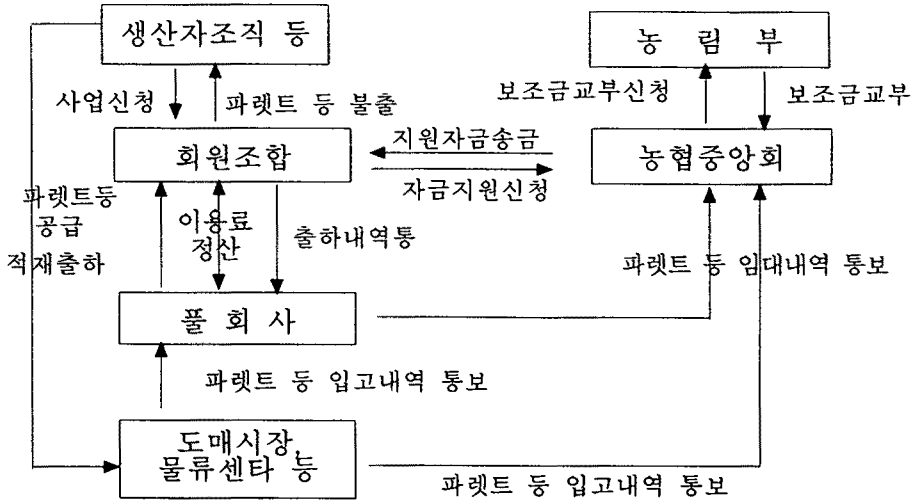 생산자조직 등
농 림 부
사업신청
파렛트 등 불출
보조금교부신청
보조금교부
회원조합
지원자금송금
자금지원신청
농협중앙회
파렛트등
공급
적재출하
이용료
정산
출하내역통
파렛트 등 임대내역 통보
풀 회 사
파렛트 등 입고내역 통보
도매시장,
물류센타 등
파렛트 등 입고내역 통보